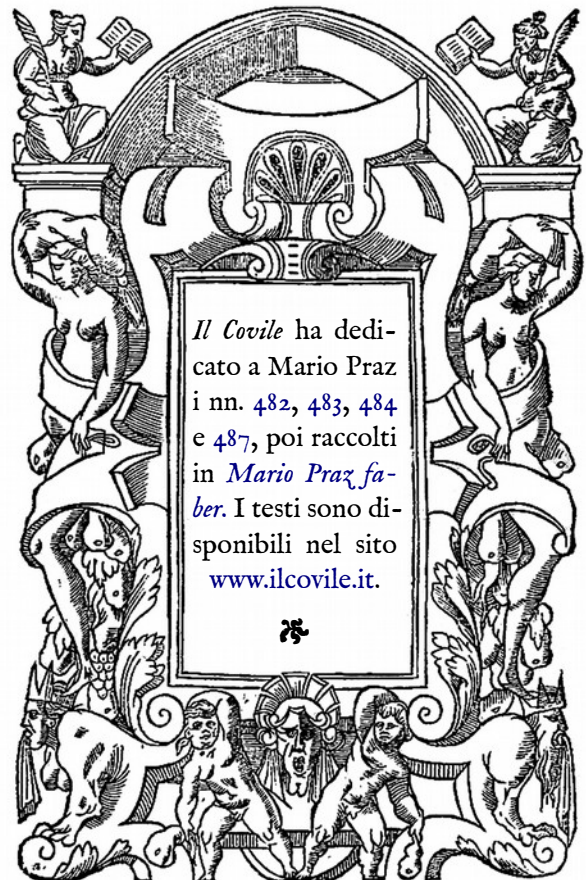 Il Covile ha dedi-
cato a Mario Praz
i nn. 482, 483, 484
e 487, poi raccolti
in Mario Praz fa-
ber. I testi sono di-
sponibili nel sito
www.ilcovile.it.